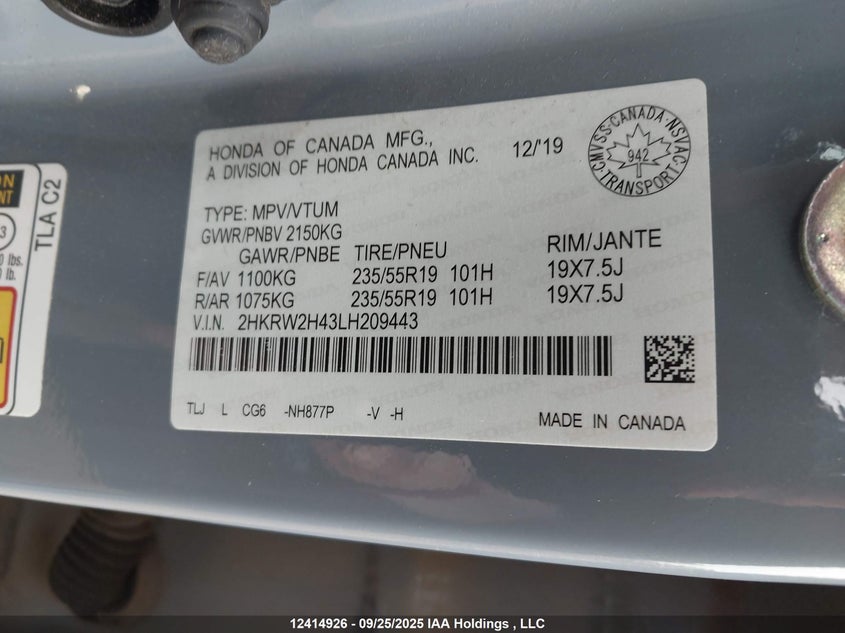 HONDA OF CANADA MFG.,
A DIVISION OF HONDA CANADA INC. 12/'19
CMVSS·CANADA·NSVAC·TRANSPORT
942
TYPE: MPV/VTUM
GVWR/PNBV 2150KG
GAWR/PNBE TIRE/PNEU RIM/JANTE
F/AV 1100KG 235/55R19 101H 19X7.5J
R/AR 1075KG 235/55R19 101H 19X7.5J
V.I.N. 2HKRW2H43LH209443
TLJ L CG6 -NH877P -V -H
MADE IN CANADA
TLA C2
lbs.
lb.
12414926 - 09/25/2025 IAA Holdings , LLC